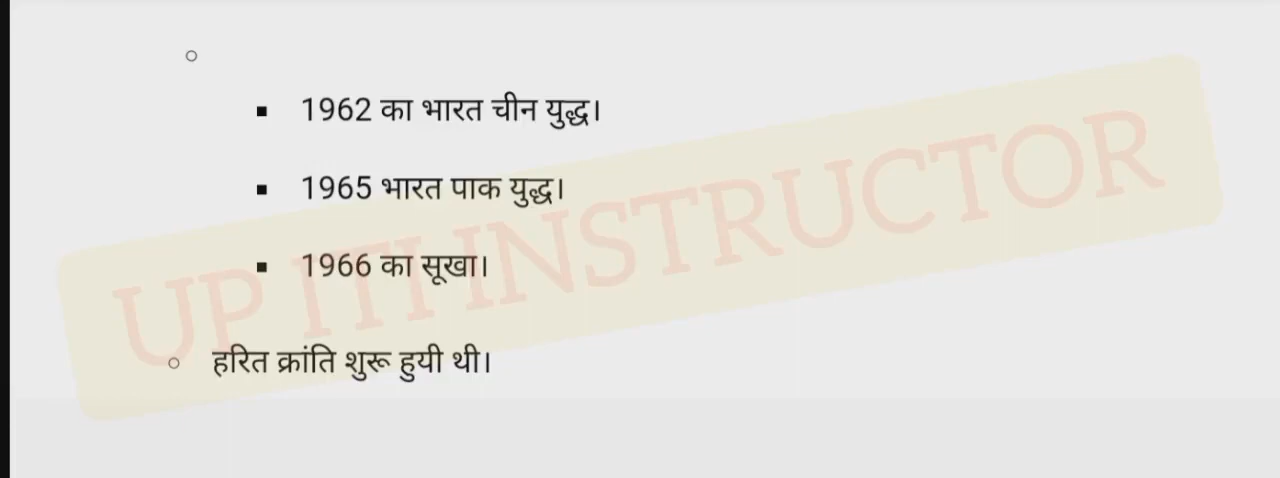 1962 का भारत चीन युद्ध।
1965 भारत पाक युद्ध।
1966 का सूखा।
हरित क्रांति शुरू हुयी थी।
UP ITI INSTRUCTOR